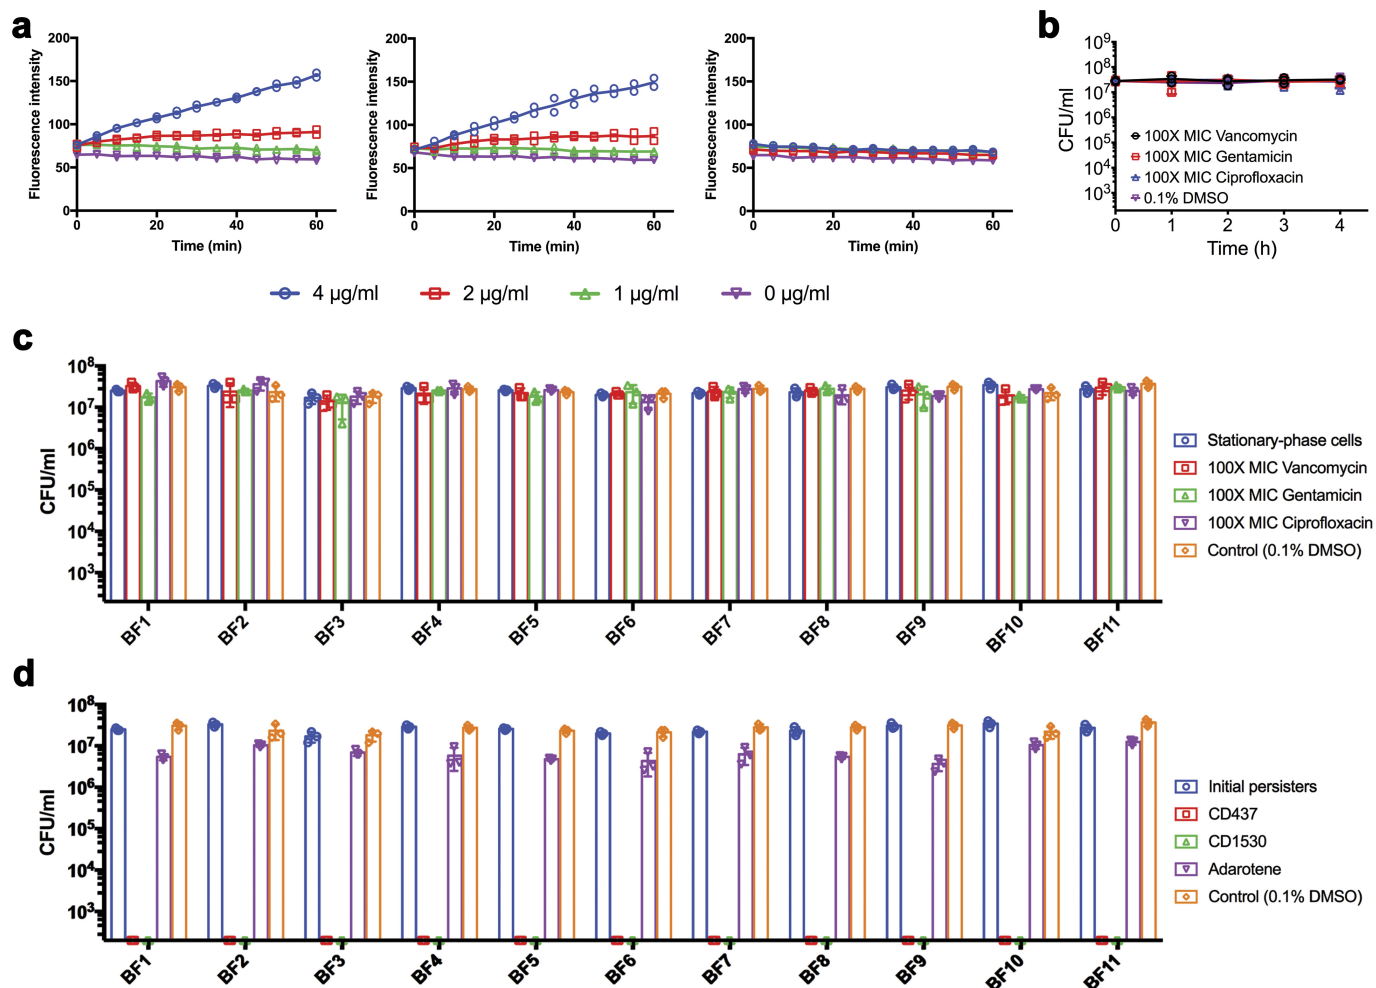 a
b
200
150
100
50
0
Fluorescence intensity
0
20
40
60
Time (min)
200
150
100
50
0
Fluorescence intensity
0
20
40
60
Time (min)
200
150
100
50
0
Fluorescence intensity
0
20
40
60
Time (min)
10⁹
10⁸
10⁷
10⁶
10⁵
10⁴
10³
CFU/ml
100X MIC Vancomycin
100X MIC Gentamicin
100X MIC Ciprofloxacin
0.1% DMSO
0
1
2
3
4
Time (h)
4 µg/ml
2 µg/ml
1 µg/ml
0 µg/ml
c
10⁸
10⁷
10⁶
10⁵
10⁴
10³
CFU/ml
BF1
BF2
BF3
BF4
BF5
BF6
BF7
BF8
BF9
BF10
BF11
Stationary-phase cells
100X MIC Vancomycin
100X MIC Gentamicin
100X MIC Ciprofloxacin
Control (0.1% DMSO)
d
10⁸
10⁷
10⁶
10⁵
10⁴
10³
CFU/ml
BF1
BF2
BF3
BF4
BF5
BF6
BF7
BF8
BF9
BF10
BF11
Initial persisters
CD437
CD1530
Adarotene
Control (0.1% DMSO)